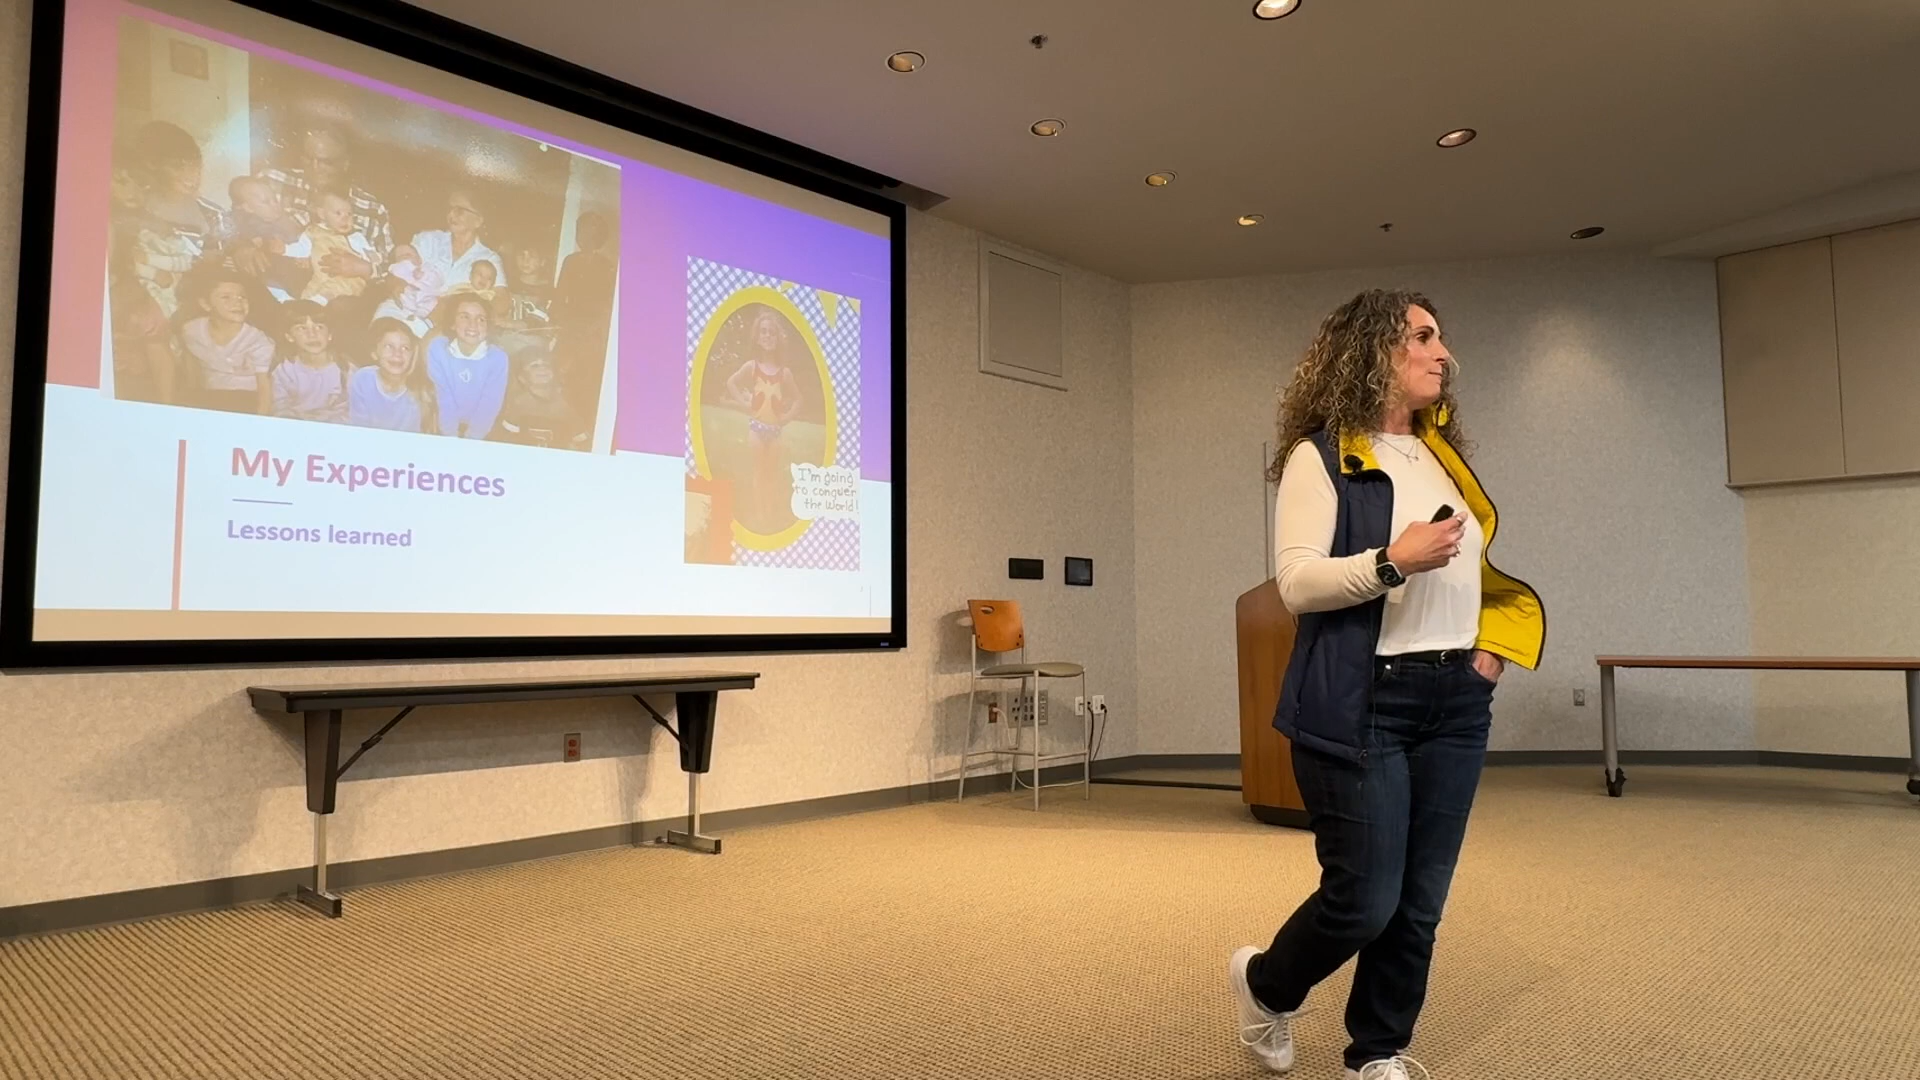 My Experiences
Lessons learned
I'm going
to conquer
the World!